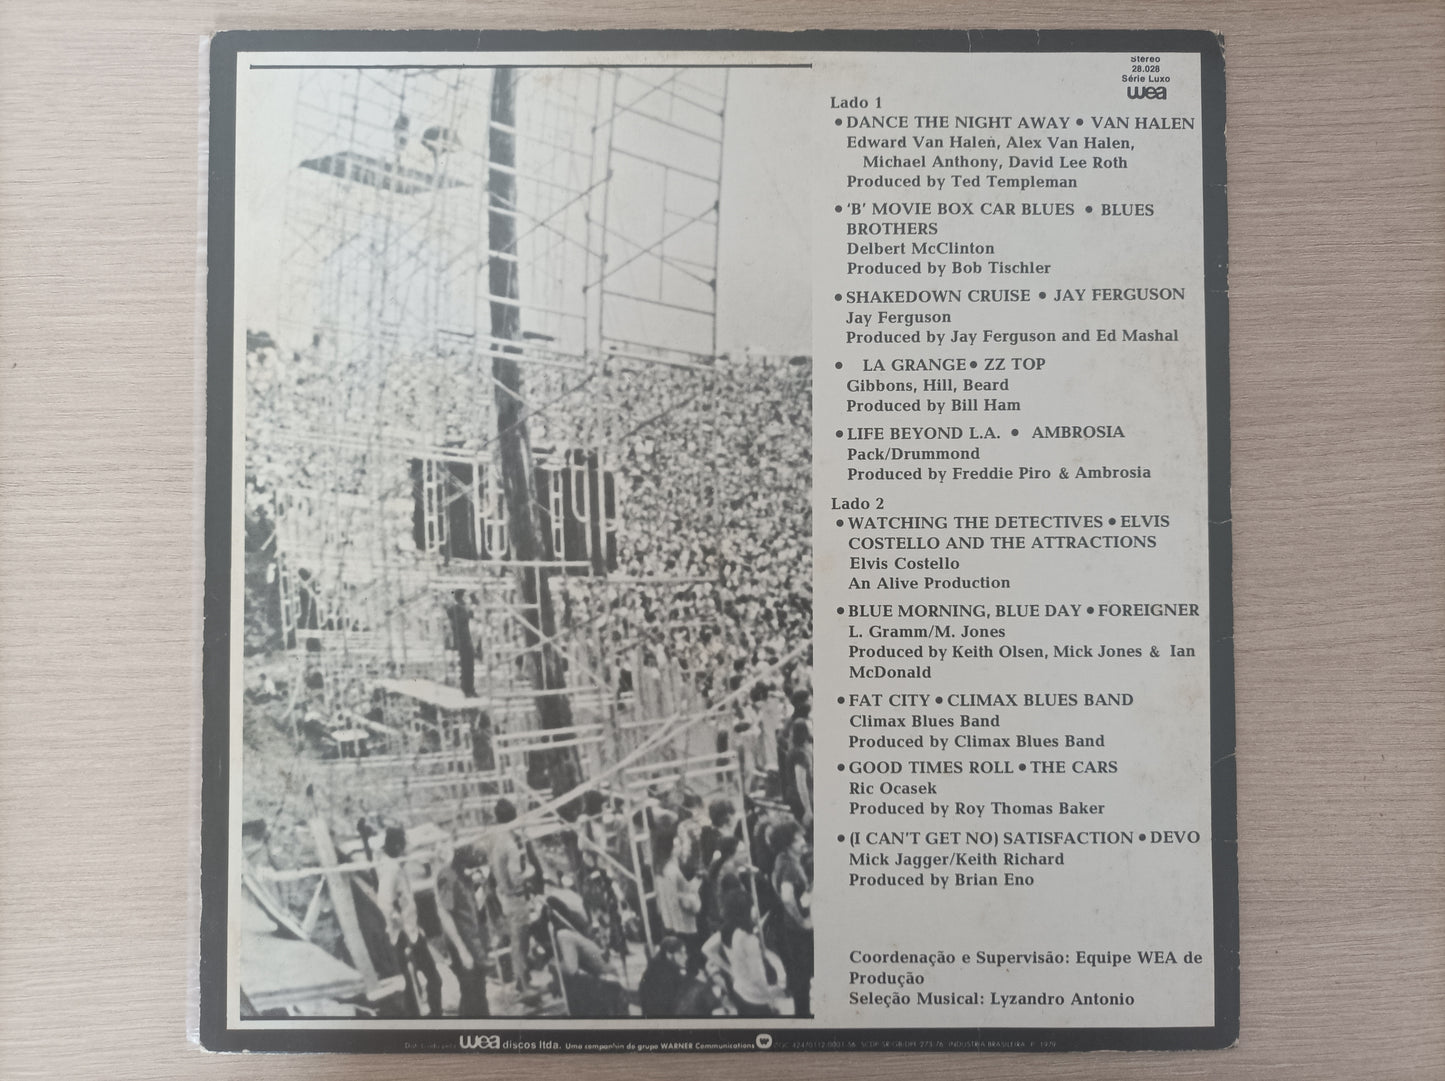 Stereo
28.028
Série Luxo
wea
Lado 1
• DANCE THE NIGHT AWAY • VAN HALEN
Edward Van Halen, Alex Van Halen,
Michael Anthony, David Lee Roth
Produced by Ted Templeman
• ‘B’ MOVIE BOX CAR BLUES • BLUES
BROTHERS
Delbert McClinton
Produced by Bob Tischler
• SHAKEDOWN CRUISE • JAY FERGUSON
Jay Ferguson
Produced by Jay Ferguson and Ed Mashal
• LA GRANGE • ZZ TOP
Gibbons, Hill, Beard
Produced by Bill Ham
• LIFE BEYOND L.A. • AMBROSIA
Pack/Drummond
Produced by Freddie Piro & Ambrosia
Lado 2
• WATCHING THE DETECTIVES • ELVIS
COSTELLO AND THE ATTRACTIONS
Elvis Costello
An Alive Production
• BLUE MORNING, BLUE DAY • FOREIGNER
L. Gramm/M. Jones
Produced by Keith Olsen, Mick Jones & Ian
McDonald
• FAT CITY • CLIMAX BLUES BAND
Climax Blues Band
Produced by Climax Blues Band
• GOOD TIMES ROLL • THE CARS
Ric Ocasek
Produced by Roy Thomas Baker
• (I CAN’T GET NO) SATISFACTION • DEVO
Mick Jagger/Keith Richard
Produced by Brian Eno
Coordenação e Supervisão: Equipe WEA de
Produção
Seleção Musical: Lyzandro Antonio
wea discos ltda. Uma companhia do grupo WARNER Communications INDÚSTRIA BRASILEIRA P. 1979